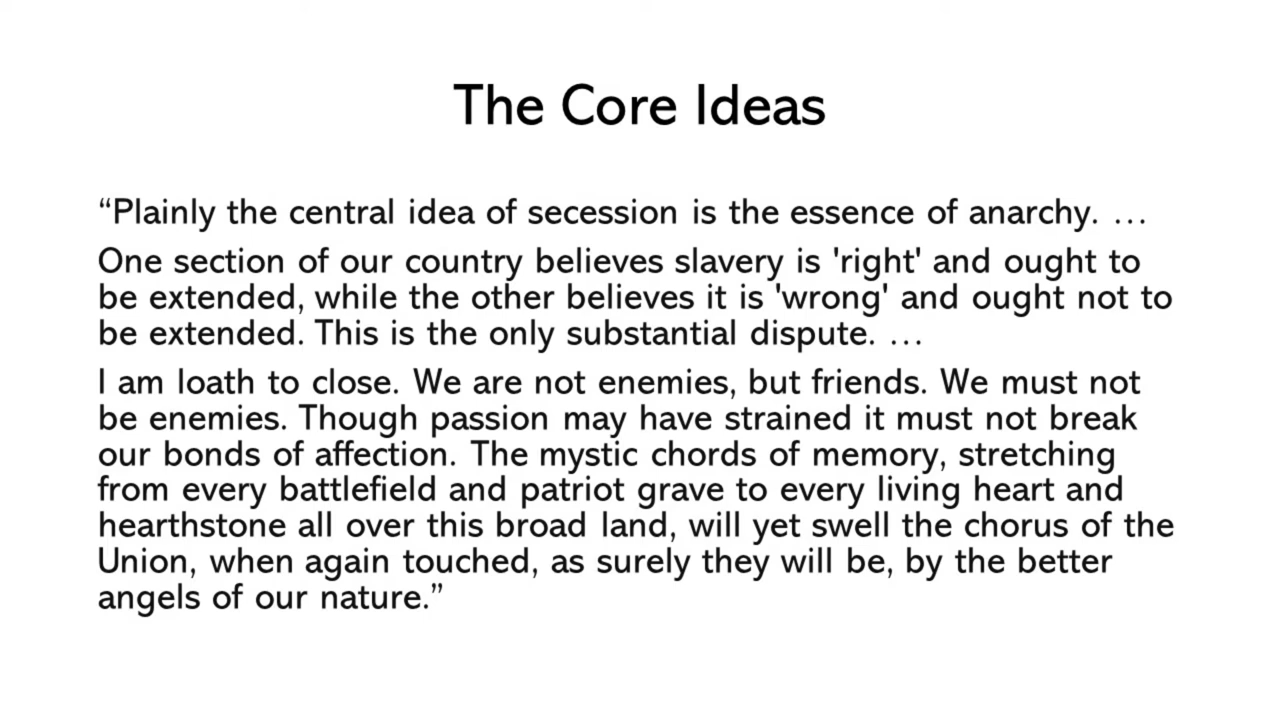 The Core Ideas
“Plainly the central idea of secession is the essence of anarchy. …
One section of our country believes slavery is 'right' and ought to
be extended, while the other believes it is 'wrong' and ought not to
be extended. This is the only substantial dispute. …
I am loath to close. We are not enemies, but friends. We must not
be enemies. Though passion may have strained it must not break
our bonds of affection. The mystic chords of memory, stretching
from every battlefield and patriot grave to every living heart and
hearthstone all over this broad land, will yet swell the chorus of the
Union, when again touched, as surely they will be, by the better
angels of our nature.”